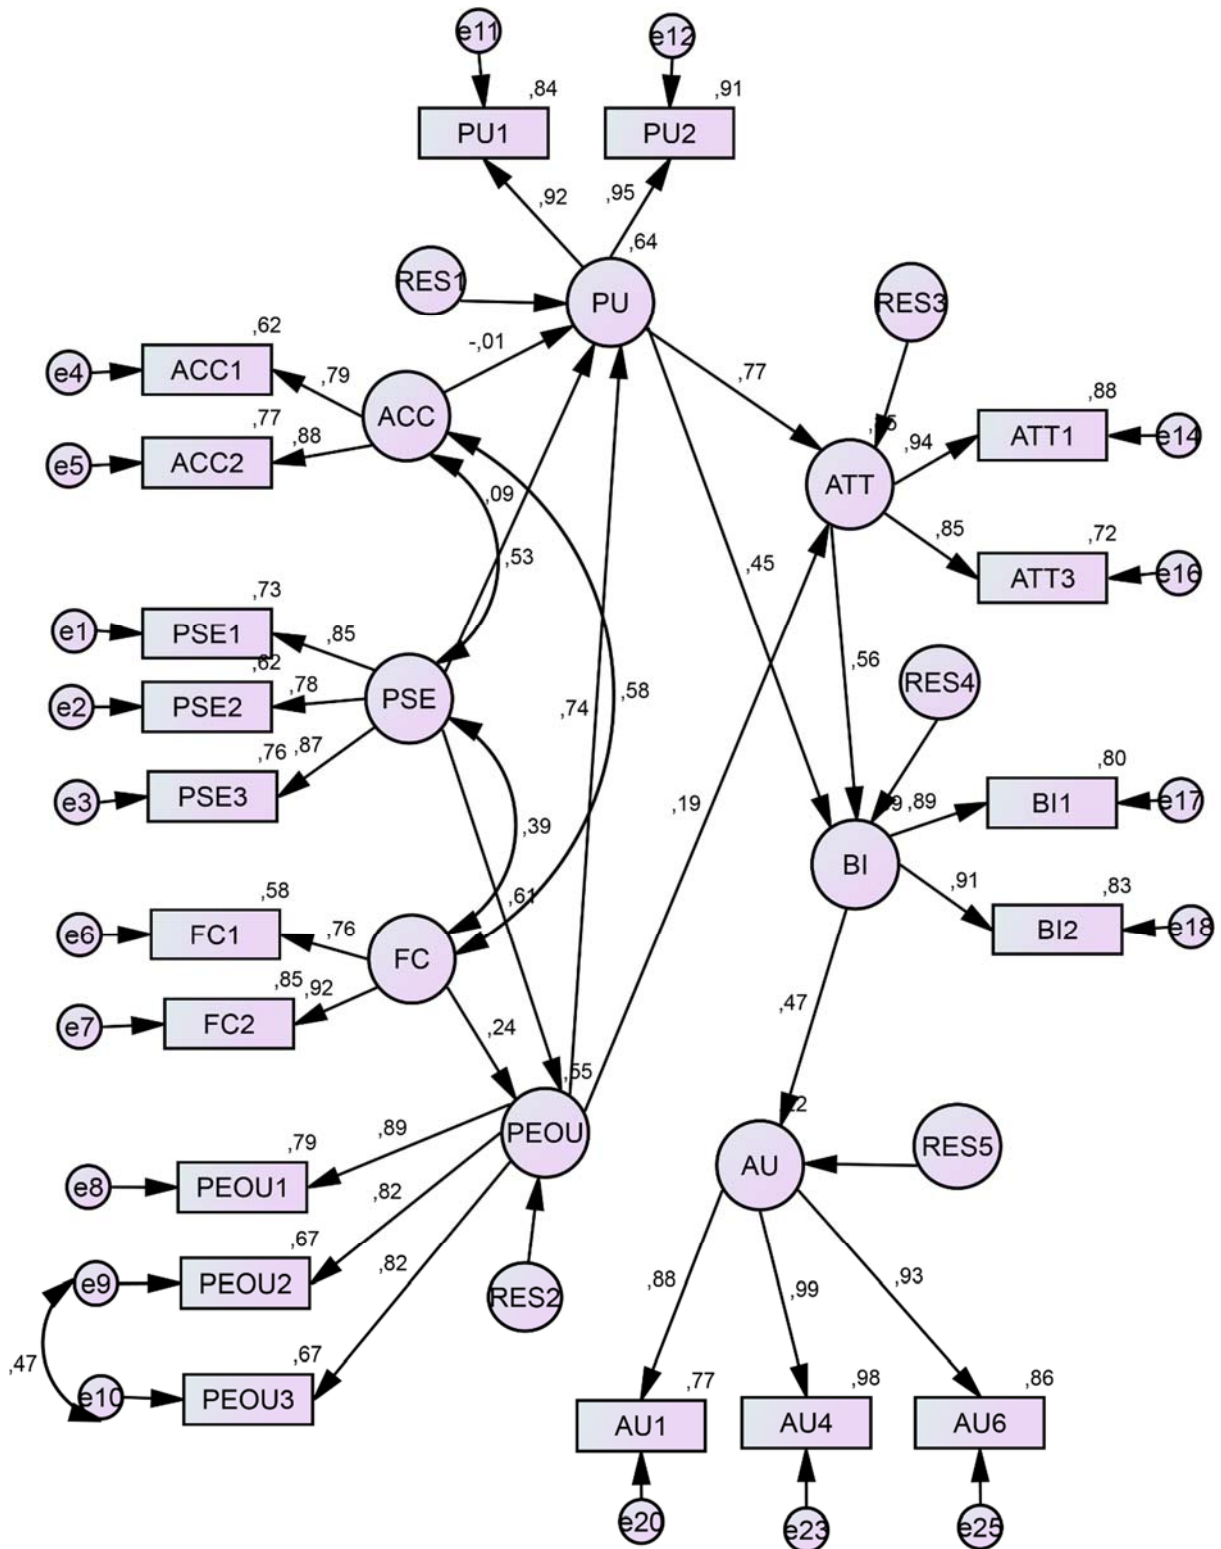 e11
e12
,84
,91
PU1
PU2
,92
,95
,64
RES1
PU
RES3
-,01
,62
e4
ACC1
,79
ACC
,77
,77
e5
ACC2
,88
,94
,88
ATT1
e14
ATT
,09
,53
,85
,72
ATT3
e16
,45
,73
e1
PSE1
,85
,62
e2
PSE2
,78
PSE
,76
,87
e3
PSE3
,58
,74
,56
RES4
,39
,19
,89
,80
BI1
e17
BI
,91
,83
BI2
e18
,58
e6
FC1
,76
FC
,61
,85
,92
e7
FC2
,24
,55
,47
PEOU
,89
,79
e8
PEOU1
,82
,67
e9
PEOU2
,82
,67
e10
PEOU3
,47
RES2
AU
RES5
,88
,99
,93
,77
,98
,86
AU1
AU4
AU6
e20
e23
e25